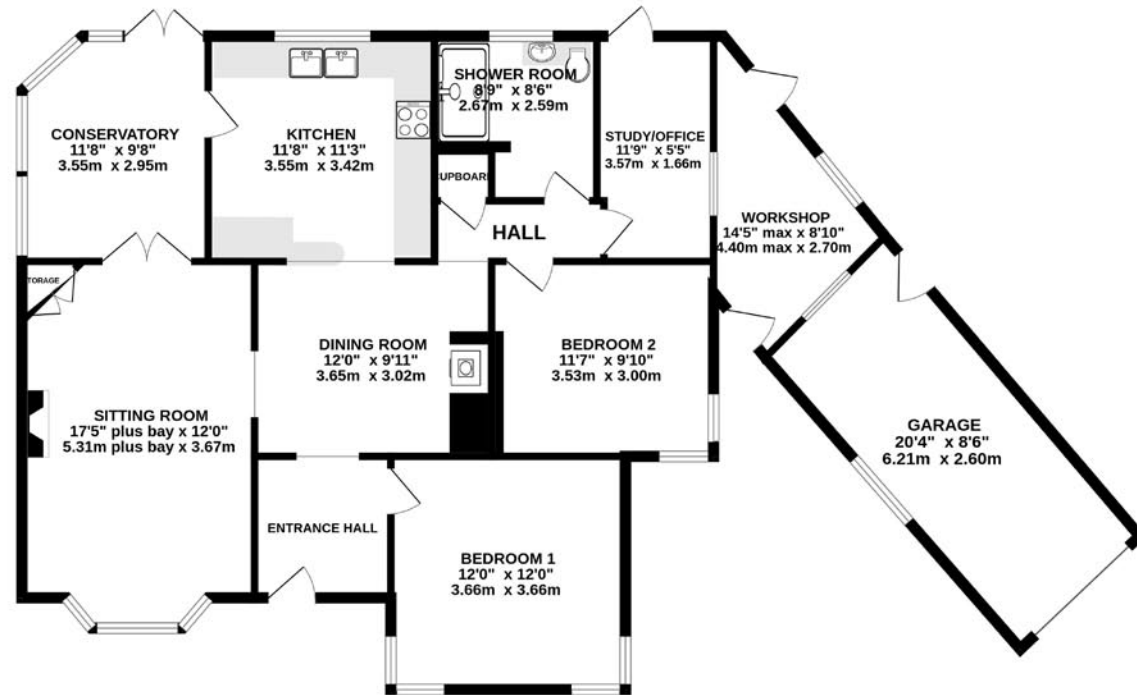 CONSERVATORY
11'8" x 9'8"
3.55m x 2.95m
KITCHEN
11'8" x 11'3"
3.55m x 3.42m
SHOWER ROOM
8'9" x 8'6"
2.67m x 2.59m
STUDY/OFFICE
11'9" x 5'5"
3.57m x 1.66m
UPBOAR
HALL
WORKSHOP
14'5" max x 8'10"
4.40m max x 2.70m
TORAGE
DINING ROOM
12'0" x 9'11"
3.65m x 3.02m
BEDROOM 2
11'7" x 9'10"
3.53m x 3.00m
SITTING ROOM
17'5" plus bay x 12'0"
5.31m plus bay x 3.67m
GARAGE
20'4" x 8'6"
6.21m x 2.60m
ENTRANCE HALL
BEDROOM 1
12'0" x 12'0"
3.66m x 3.66m